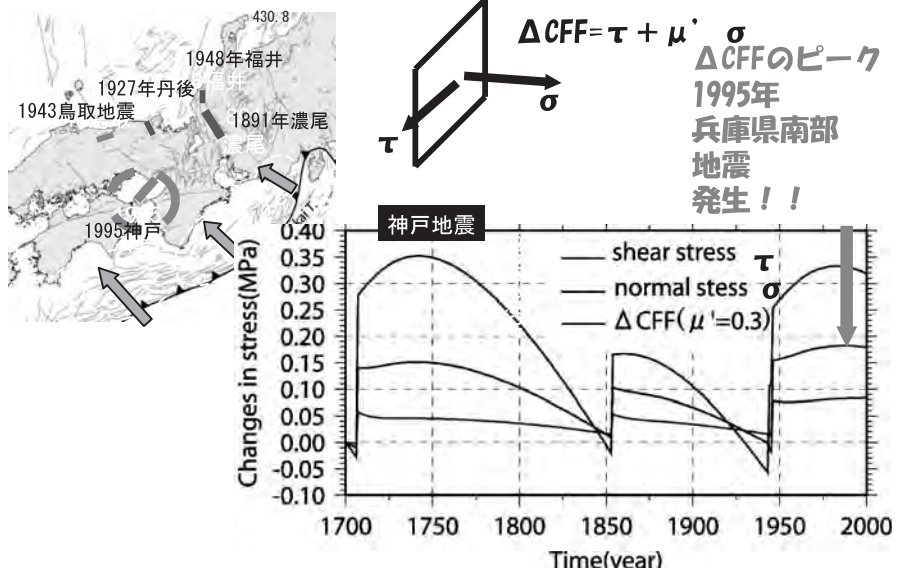 430.8
1948年福井
福井
1927年丹後
1943鳥取地震
1891年濃尾
濃尾
1995神戸
ΔCFF=τ+μ' σ
σ
τ
ΔCFFのピーク
1995年
兵庫県南部
地震
発生！！
神戸地震
shear stress τ
normal stess σ
ΔCFF(μ'=0.3)
Changes in stress(MPa)
0.40
0.35
0.30
0.25
0.20
0.15
0.10
0.05
0.00
-0.05
-0.10
1700 1750 1800 1850 1900 1950 2000
Time(year)